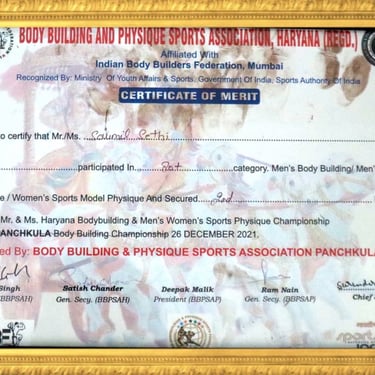 BODY BUILDING AND PHYSIQUE SPORTS ASSOCIATION, HARYANA (REGD.)
Affiliated With
Indian Body Builders Federation, Mumbai
Recognized By: Ministry Of Youth Affairs & Sports, Government Of India, Sports Authority Of India
CERTIFICATE OF MERIT
to certify that Mr./Ms. Sethi
participated In category. Men's Body Building/ Men'
e / Women's Sports Model Physique And Secured 2nd
Mr. & Ms. Haryana Bodybuilding & Men's Women's Sports Physique Championship
PANCHKULA Body Building Championship 26 DECEMBER 2021.
ed By: BODY BUILDING & PHYSIQUE SPORTS ASSOCIATION PANCHKUL
Singh Satish Chander Deepak Malik Ram Nain Chief
(BBPSAH) Gen. Secy. (BBPSAH) President (BBPSAP) Gen. Secy. (BBPSAP)